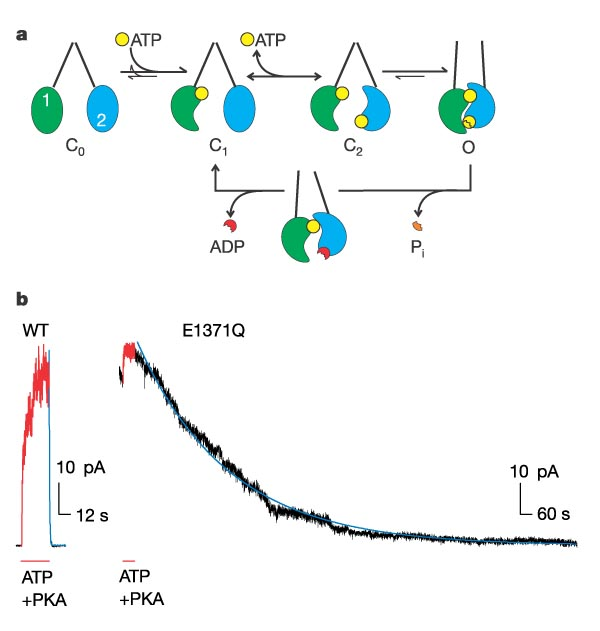 a
ATP
ATP
1
2
C0
C1
C2
O
ADP
Pi
b
WT
E1371Q
10 pA
12 s
10 pA
60 s
ATP
+PKA
ATP
+PKA